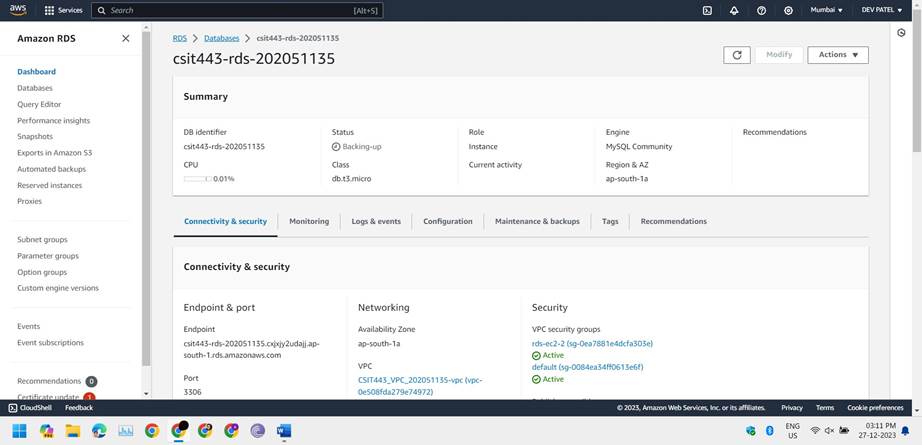 aws
Services
Search
[Alt+S]
Mumbai
DEV PATEL
Amazon RDS
Dashboard
Databases
Query Editor
Performance insights
Snapshots
Exports in Amazon S3
Automated backups
Reserved instances
Proxies
Subnet groups
Parameter groups
Option groups
Custom engine versions
Events
Event subscriptions
Recommendations 0
Certificate update 1
RDS > Databases > csit443-rds-202051135
csit443-rds-202051135
Modify
Actions
Summary
DB identifier
csit443-rds-202051135
CPU
0.01%
Status
Backing-up
Class
db.t3.micro
Role
Instance
Current activity
Engine
MySQL Community
Region & AZ
ap-south-1a
Recommendations
Connectivity & security
Monitoring
Logs & events
Configuration
Maintenance & backups
Tags
Recommendations
Connectivity & security
Endpoint & port
Endpoint
csit443-rds-202051135.cxjxjy2udajj.ap-
south-1.rds.amazonaws.com
Port
3306
Networking
Availability Zone
ap-south-1a
VPC
CSIT443_VPC_202051135-vpc (vpc-
0e508fda279e74972)
Security
VPC security groups
rds-ec2-2 (sg-0ea7881e4dcfa303e)
Active
default (sg-0084ea34ff0613e6f)
Active
CloudShell
Feedback
© 2023, Amazon Web Services, Inc. or its affiliates.
Privacy
Terms
Cookie preferences
ENG
US
03:11 PM
27-12-2023